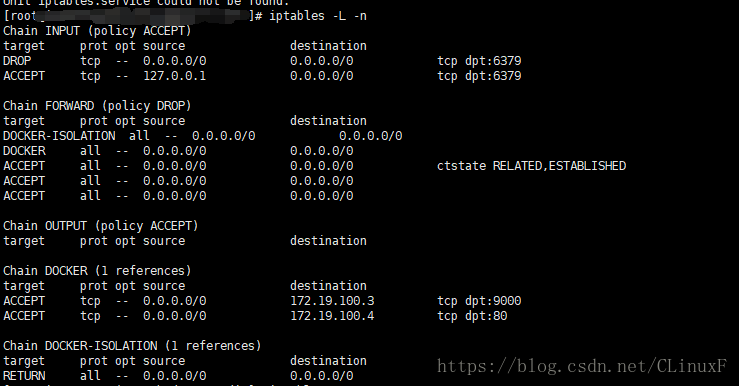 Unit iptables.service could not be found.
[root@ ]# iptables -L -n
Chain INPUT (policy ACCEPT)
target prot opt source destination
DROP tcp -- 0.0.0.0/0 0.0.0.0/0 tcp dpt:6379
ACCEPT tcp -- 127.0.0.1 0.0.0.0/0 tcp dpt:6379
Chain FORWARD (policy DROP)
target prot opt source destination
DOCKER-ISOLATION all -- 0.0.0.0/0 0.0.0.0/0
DOCKER all -- 0.0.0.0/0 0.0.0.0/0
ACCEPT all -- 0.0.0.0/0 0.0.0.0/0 ctstate RELATED,ESTABLISHED
ACCEPT all -- 0.0.0.0/0 0.0.0.0/0
ACCEPT all -- 0.0.0.0/0 0.0.0.0/0
Chain OUTPUT (policy ACCEPT)
target prot opt source destination
Chain DOCKER (1 references)
target prot opt source destination
ACCEPT tcp -- 0.0.0.0/0 172.19.100.3 tcp dpt:9000
ACCEPT tcp -- 0.0.0.0/0 172.19.100.4 tcp dpt:80
Chain DOCKER-ISOLATION (1 references)
target prot opt source destination
RETURN all -- 0.0.0.0/0 0.0.0.0/0
https://blog.csdn.net/CLinuxF